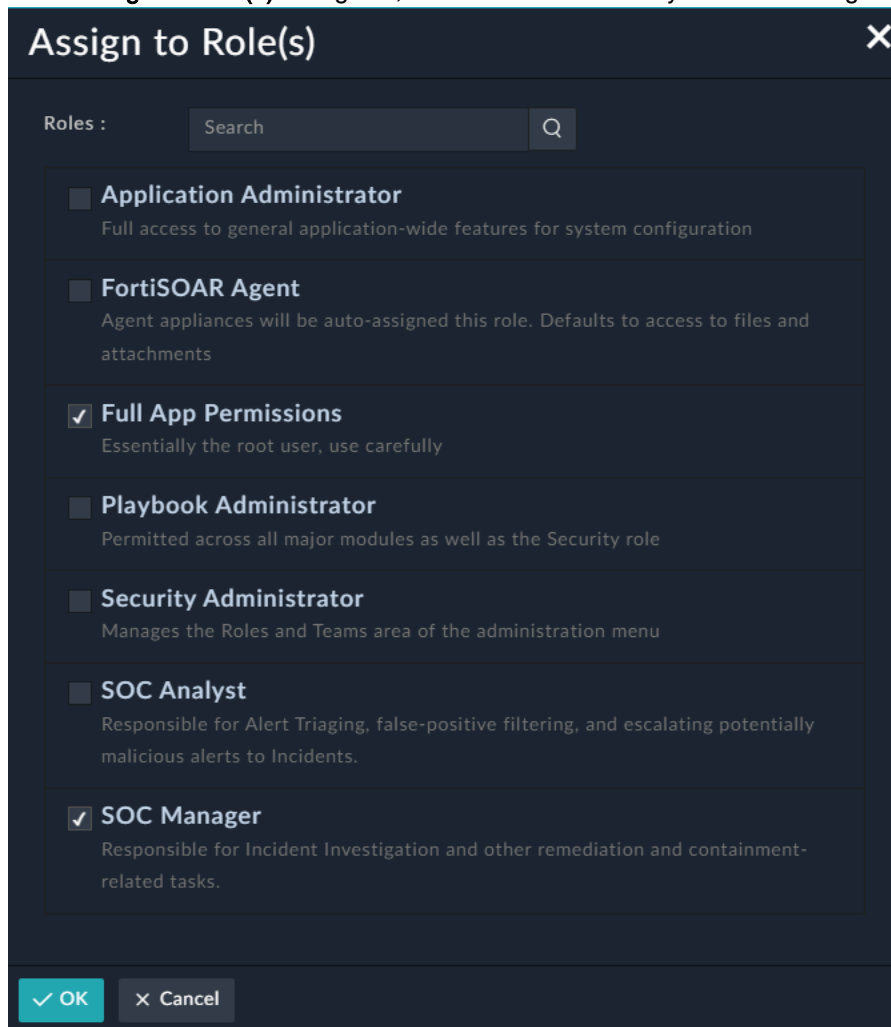 Assign to Role(s)
Roles :
Search
Application Administrator
Full access to general application-wide features for system configuration
FortiSOAR Agent
Agent appliances will be auto-assigned this role. Defaults to access to files and
attachments
Full App Permissions
Essentially the root user, use carefully
Playbook Administrator
Permitted across all major modules as well as the Security role
Security Administrator
Manages the Roles and Teams area of the administration menu
SOC Analyst
Responsible for Alert Triaging, false-positive filtering, and escalating potentially
malicious alerts to Incidents.
SOC Manager
Responsible for Incident Investigation and other remediation and containment-
related tasks.
OK
Cancel